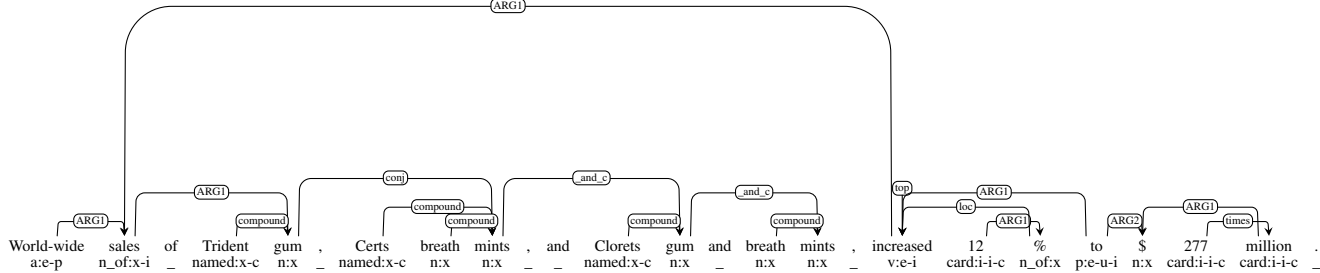 ARG1
conj _and_c
ARG1 _and_c top ARG1
compound loc ARG1
ARG1 compound compound compound compound ARG1 ARG2 times
World-wide sales of Trident gum , Certs breath mints , and Clorets gum and breath mints , increased 12 % to $ 277 million .
a:e-p n_of:x-i _ named:x-c n:x _ named:x-c n:x n:x _ _ named:x-c n:x _ n:x n:x _ v:e-i card:i-i-c n_of:x p:e-u-i n:x card:i-i-c card:i-i-c _